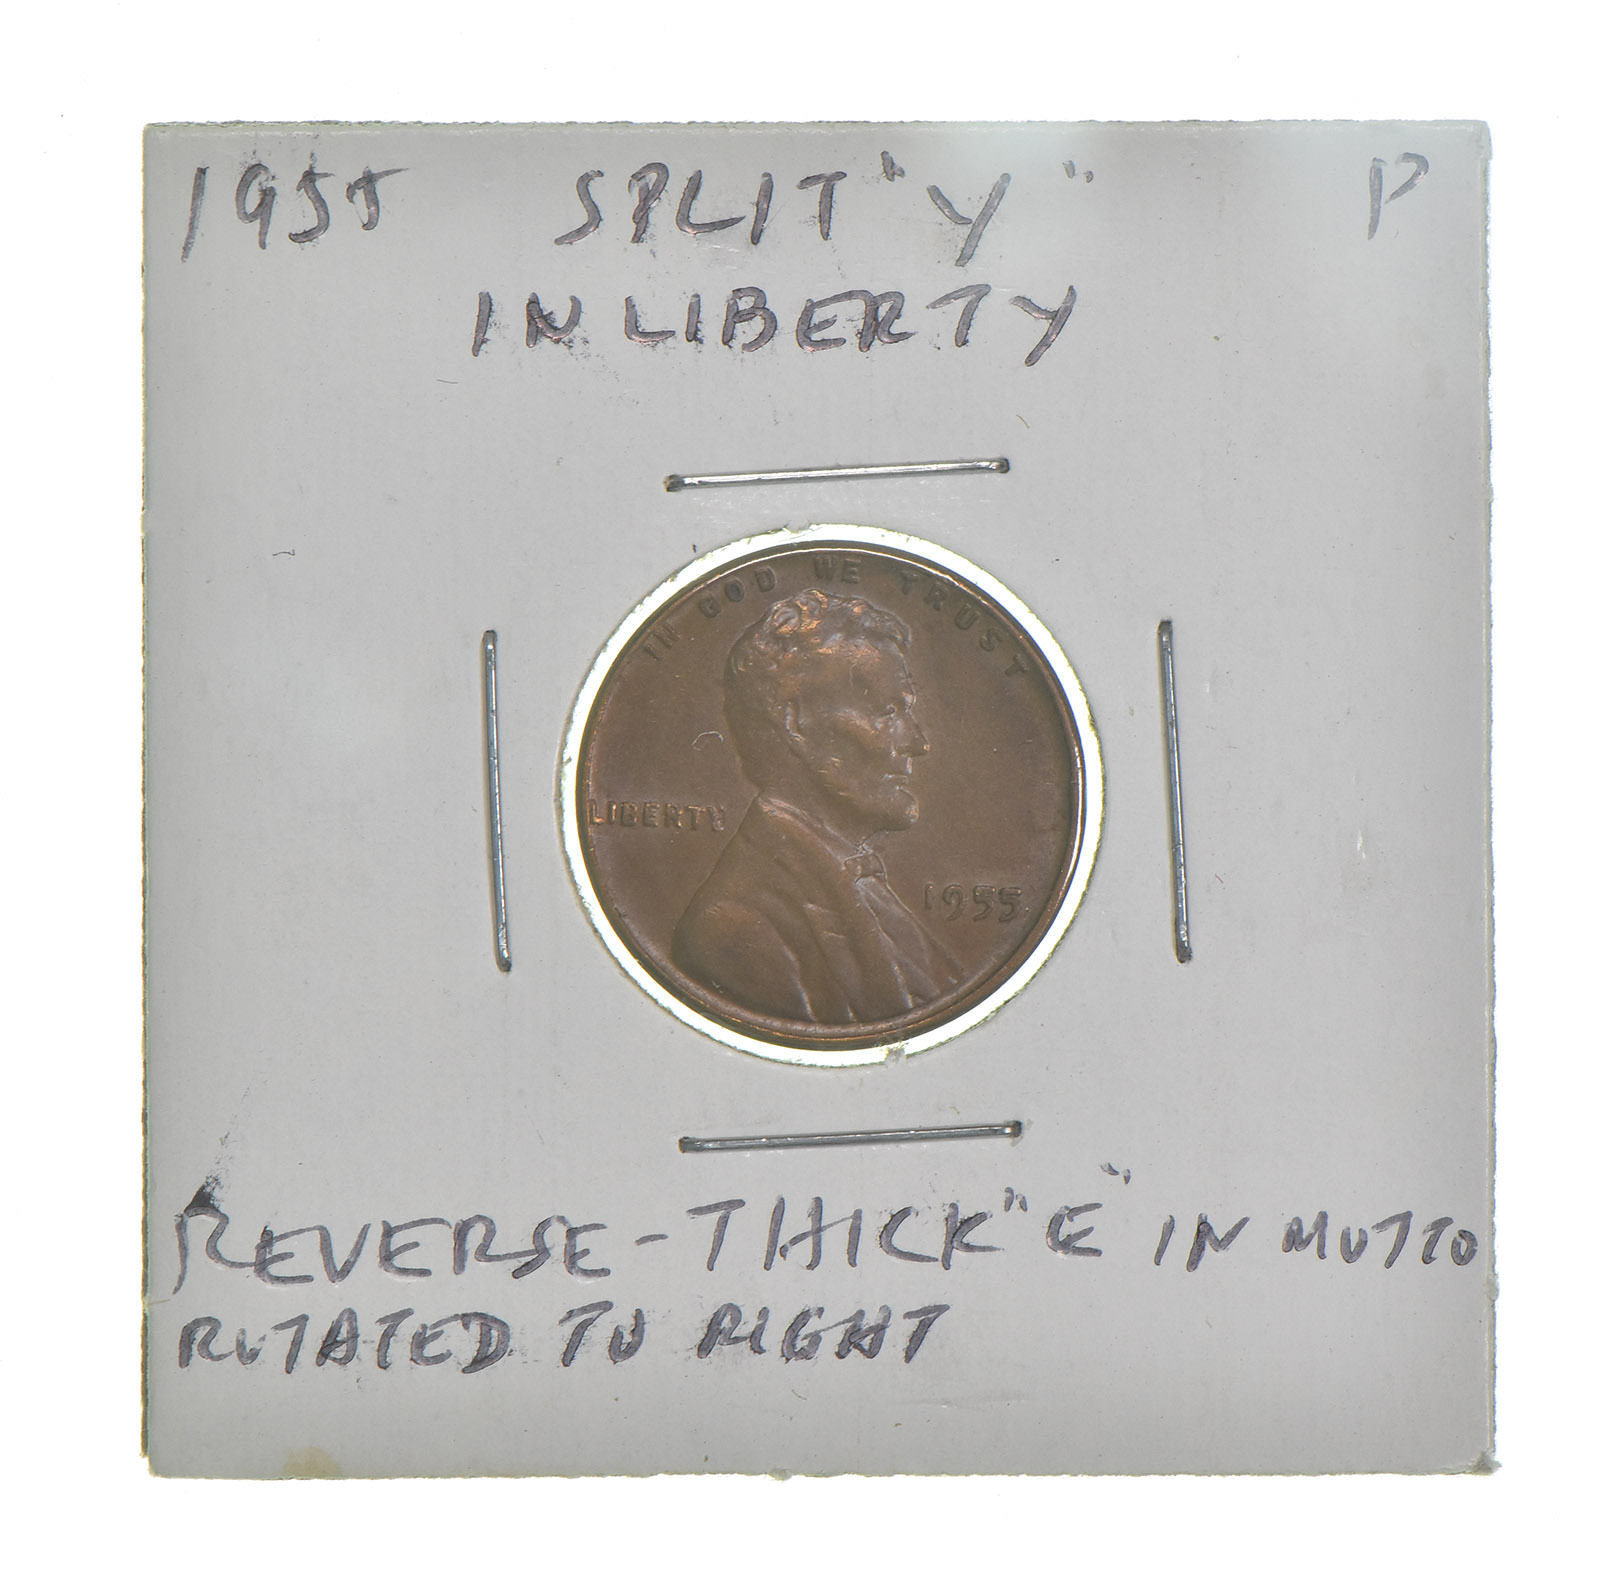 1955 SPLIT "Y" P
IN LIBERTY
IN GOD WE TRUST
LIBERTY
1955
REVERSE-THICK "E" IN MOTTO
ROTATED TO RIGHT